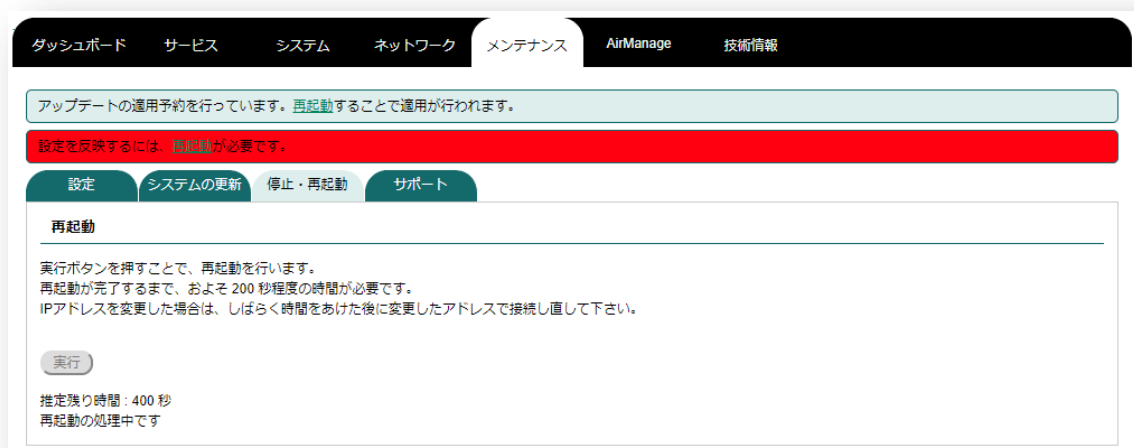 ダッシュボード サービス システム ネットワーク メンテナンス AirManage 技術情報
アップデートの適用予約を行っています。再起動することで適用が行われます。
設定を反映するには、再起動が必要です。
設定 システムの更新 停止・再起動 サポート
再起動
実行ボタンを押すことで、再起動を行います。
再起動が完了するまで、およそ 200 秒程度の時間が必要です。
IPアドレスを変更した場合は、しばらく時間をあけた後に変更したアドレスで接続し直して下さい。
実行
推定残り時間 : 400 秒
再起動の処理中です